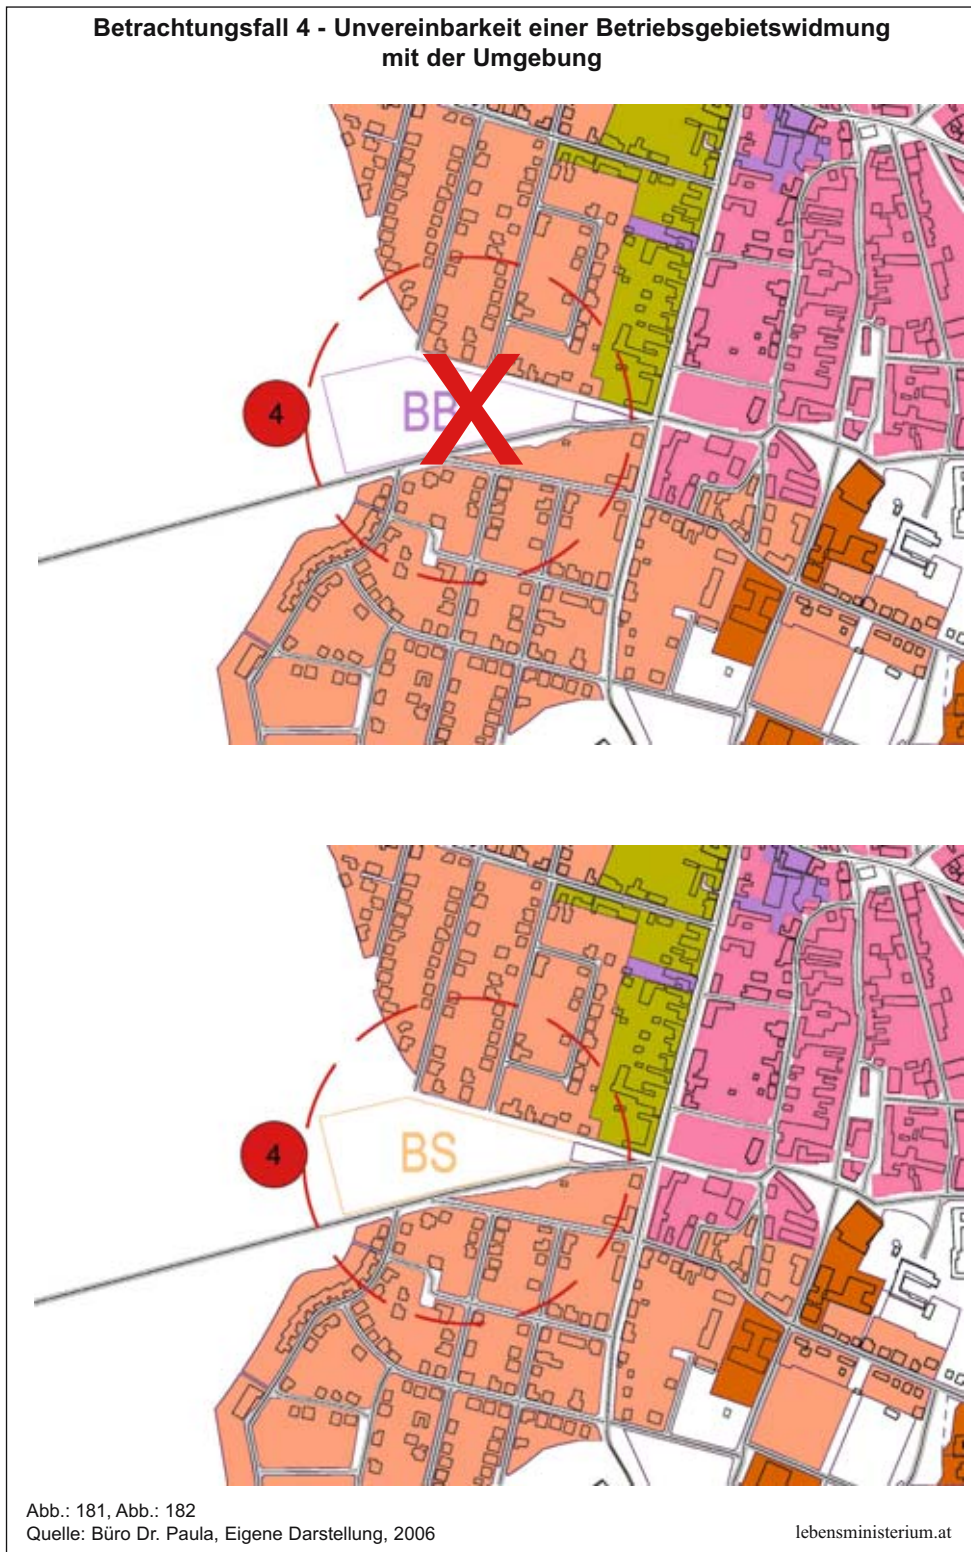 Betrachtungsfall 4 - Unvereinbarkeit einer Betriebsgebietswidmung
mit der Umgebung
4
BB
X
4
BS
Abb.: 181, Abb.: 182
Quelle: Büro Dr. Paula, Eigene Darstellung, 2006
lebensministerium.at